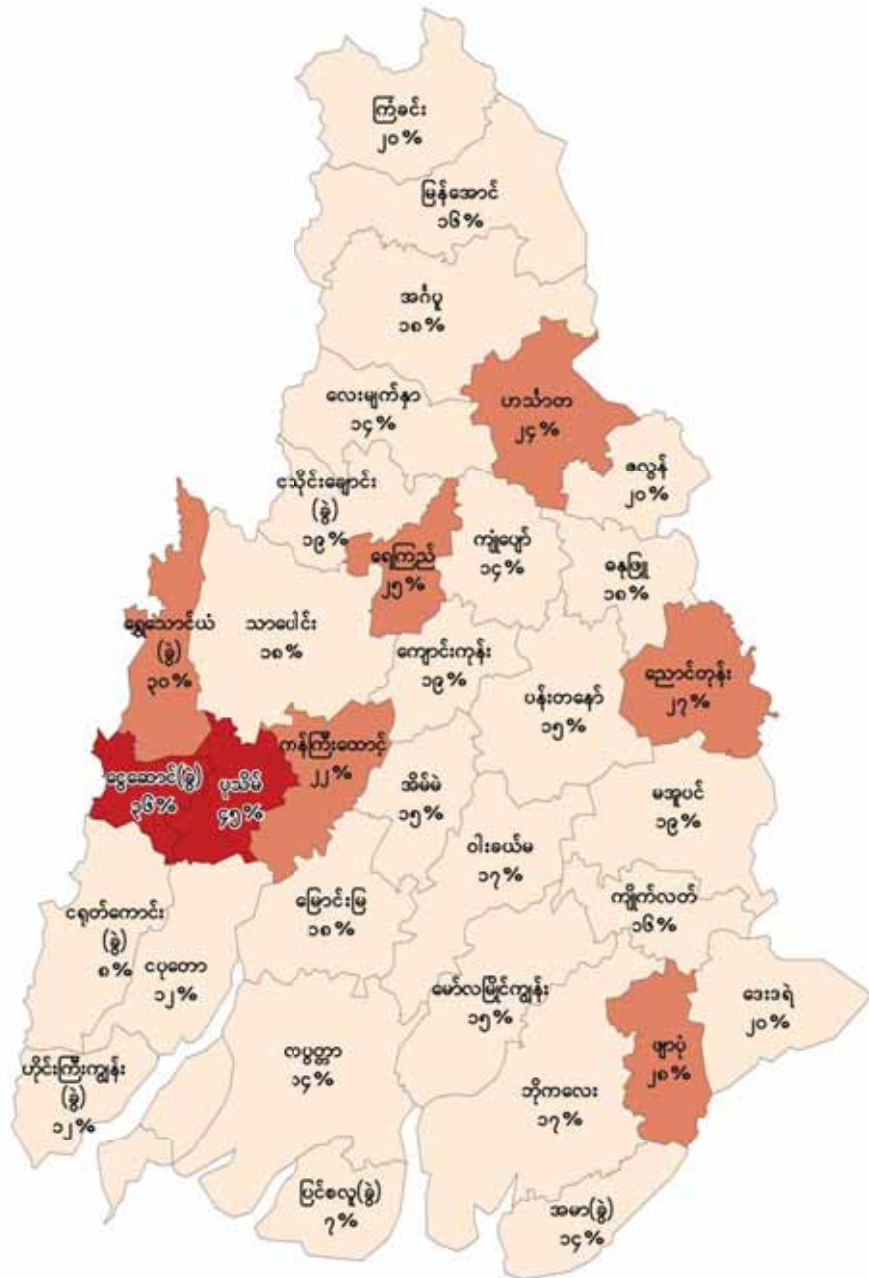 ကြံခင်း
၂၀%
မြန်အောင်
၁၆%
အင်္ဂပူ
၁၈%
လေးမျက်နှာ
၁၄%
ဟင်္သာတ
၂၄%
ဇလွန်
၂၀%
ငသိုင်းချောင်း
(ခွဲ)
၁၉%
ရေကြည်
၂၅%
ကျုံပျော်
၁၄%
ဓနုဖြူ
၁၈%
ရွှေသောင်ယံ
(ခွဲ)
၃၀%
သာပေါင်း
၁၈%
ကျောင်းကုန်း
၁၉%
ပန်းတနော်
၁၅%
ညောင်တုန်း
၂၇%
ငွေဆောင်(ခွဲ)
၃၆%
ပုသိမ်
၄၅%
ကန်ကြီးထောင့်
၂၂%
အိမ်မဲ
၁၅%
မအူပင်
၁၉%
ဝါးခယ်မ
၁၇%
ကျိုက်လတ်
၁၆%
ငရုတ်ကောင်း
(ခွဲ)
၈%
ငပုတော
၁၂%
မြောင်းမြ
၁၈%
မော်လမြိုင်ကျွန်း
၁၅%
ဒေးဒရဲ
၂၀%
ဟိုင်းကြီးကျွန်း
(ခွဲ)
၁၂%
လပွတ္တာ
၁၄%
ဘိုကလေး
၁၇%
ဖျာပုံ
၂၈%
ပြင်စလူ(ခွဲ)
၇%
အမာ(ခွဲ)
၁၄%